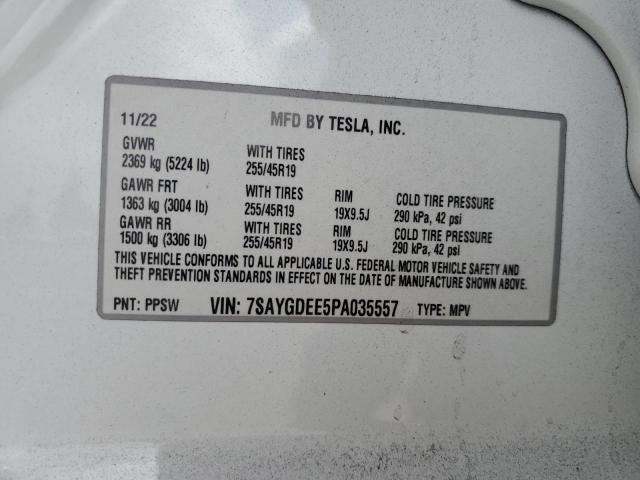 11/22 MFD BY TESLA, INC.
GVWR WITH TIRES
2369 kg (5224 lb) 255/45R19
GAWR FRT WITH TIRES RIM COLD TIRE PRESSURE
1363 kg (3004 lb) 255/45R19 19X9.5J 290 kPa, 42 psi
GAWR RR WITH TIRES RIM COLD TIRE PRESSURE
1500 kg (3306 lb) 255/45R19 19X9.5J 290 kPa, 42 psi
THIS VEHICLE CONFORMS TO ALL APPLICABLE U.S. FEDERAL MOTOR VEHICLE SAFETY AND
THEFT PREVENTION STANDARDS IN EFFECT ON THE DATE OF MANUFACTURE SHOWN ABOVE.
PNT: PPSW VIN: 7SAYGDEE5PA035557 TYPE: MPV